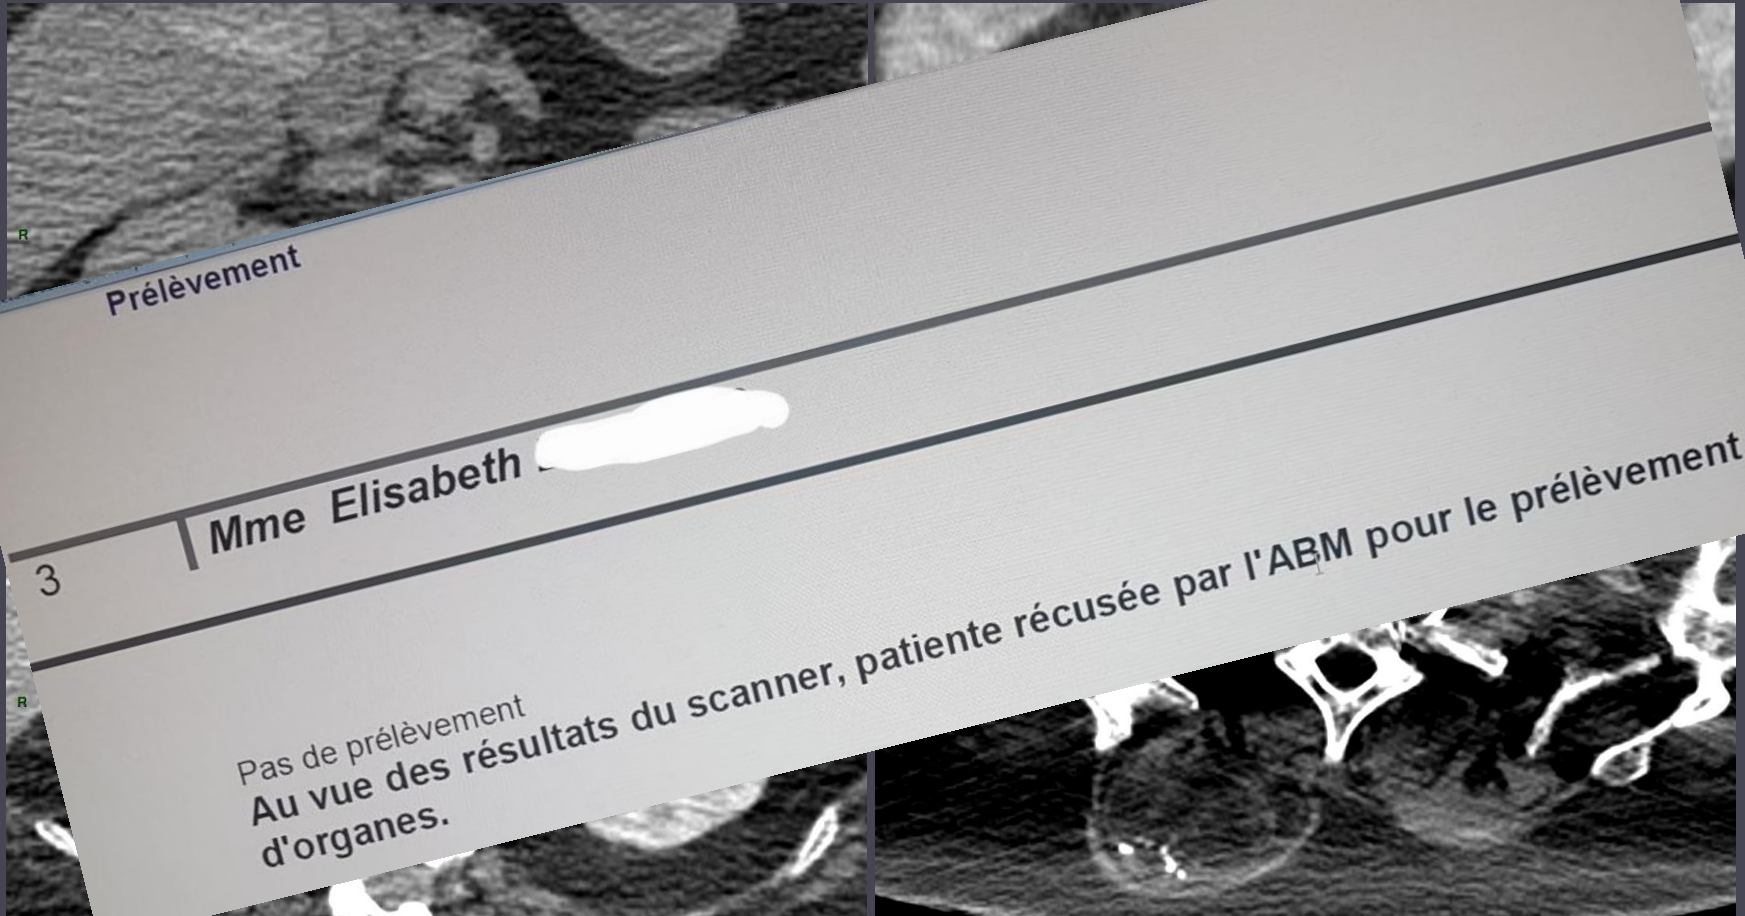 R
Prélèvement
Mme Elisabeth
3
R
Pas de prélèvement
Au vue des résultats du scanner, patiente récusée par l'ABM pour le prélèvement
d'organes.